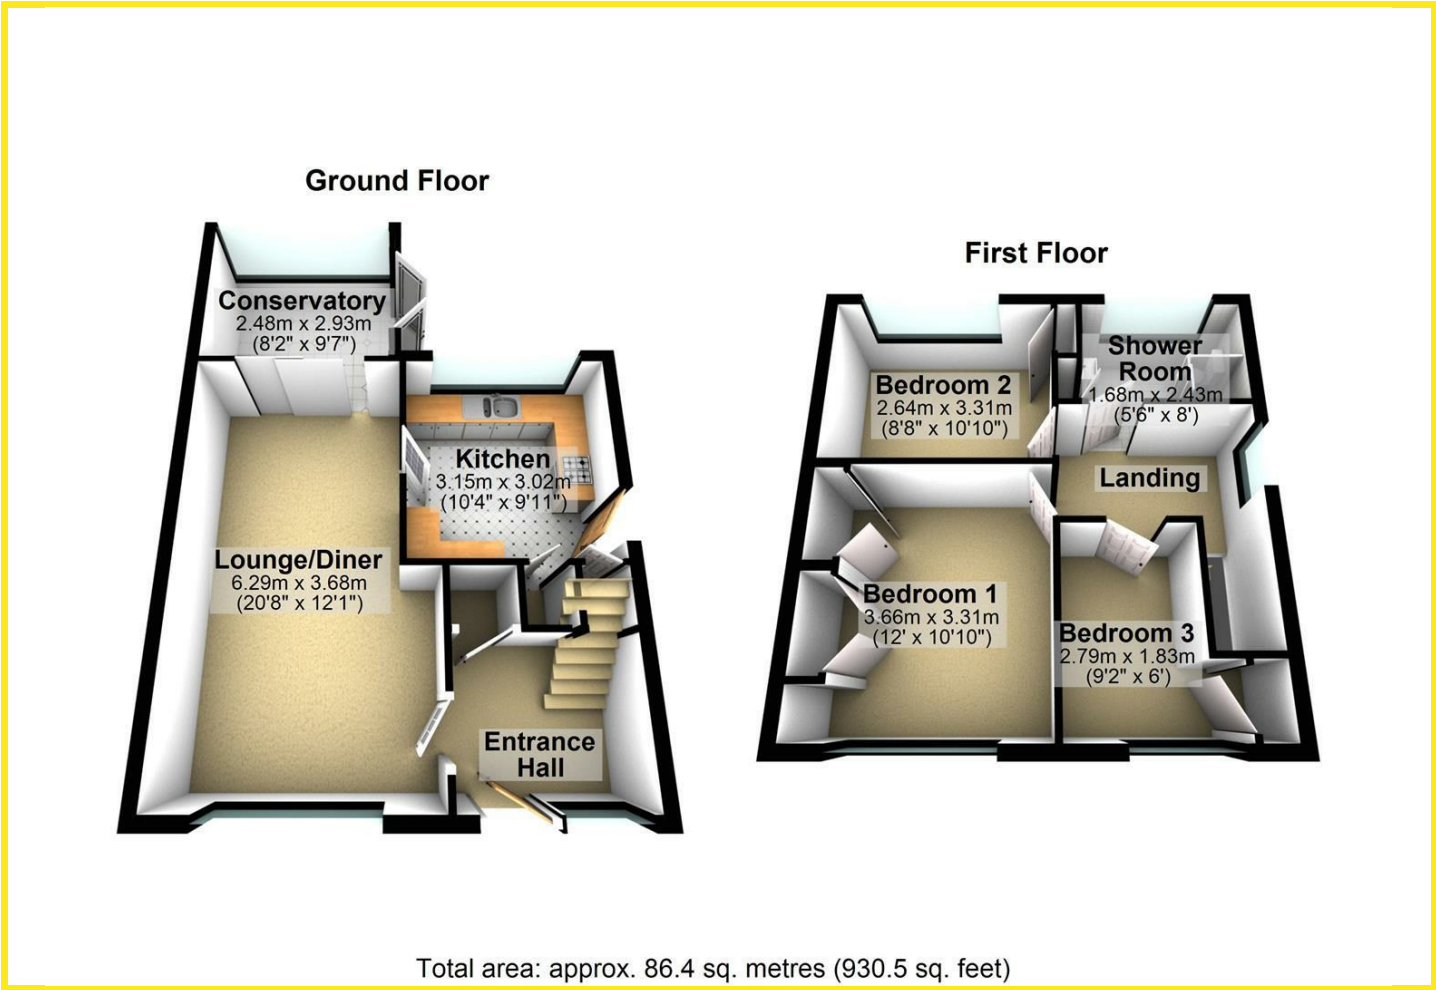 Ground Floor
Conservatory
2.48m x 2.93m
(8'2" x 9'7")
Kitchen
3.15m x 3.02m
(10'4" x 9'11")
Lounge/Diner
6.29m x 3.68m
(20'8" x 12'1")
Entrance
Hall
First Floor
Shower
Room
1.68m x 2.43m
(5'6" x 8')
Bedroom 2
2.64m x 3.31m
(8'8" x 10'10")
Landing
Bedroom 1
3.66m x 3.31m
(12' x 10'10")
Bedroom 3
2.79m x 1.83m
(9'2" x 6')
Total area: approx. 86.4 sq. metres (930.5 sq. feet)